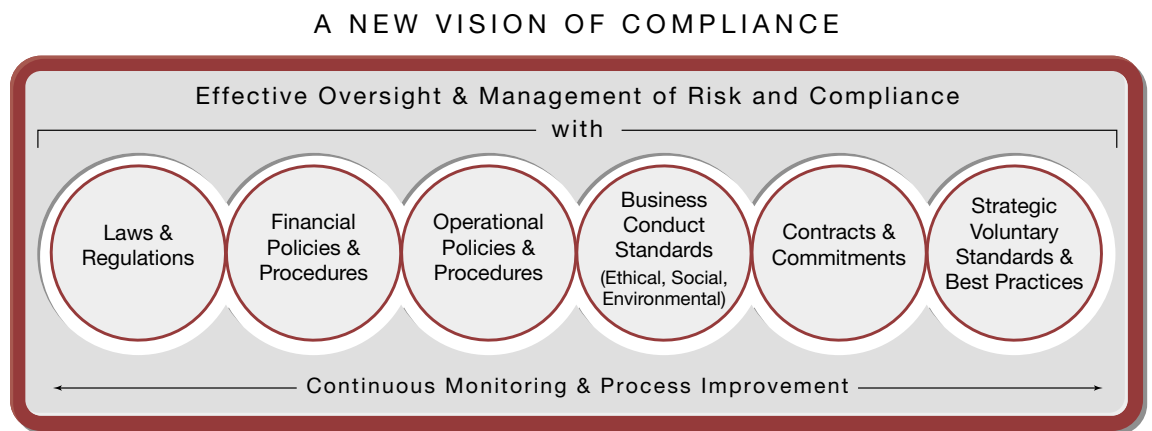 A NEW VISION OF COMPLIANCE
Effective Oversight & Management of Risk and Compliance
with
Laws &
Regulations
Financial
Policies &
Procedures
Operational
Policies &
Procedures
Business
Conduct
Standards
(Ethical, Social,
Environmental)
Contracts &
Commitments
Strategic
Voluntary
Standards &
Best Practices
Continuous Monitoring & Process Improvement